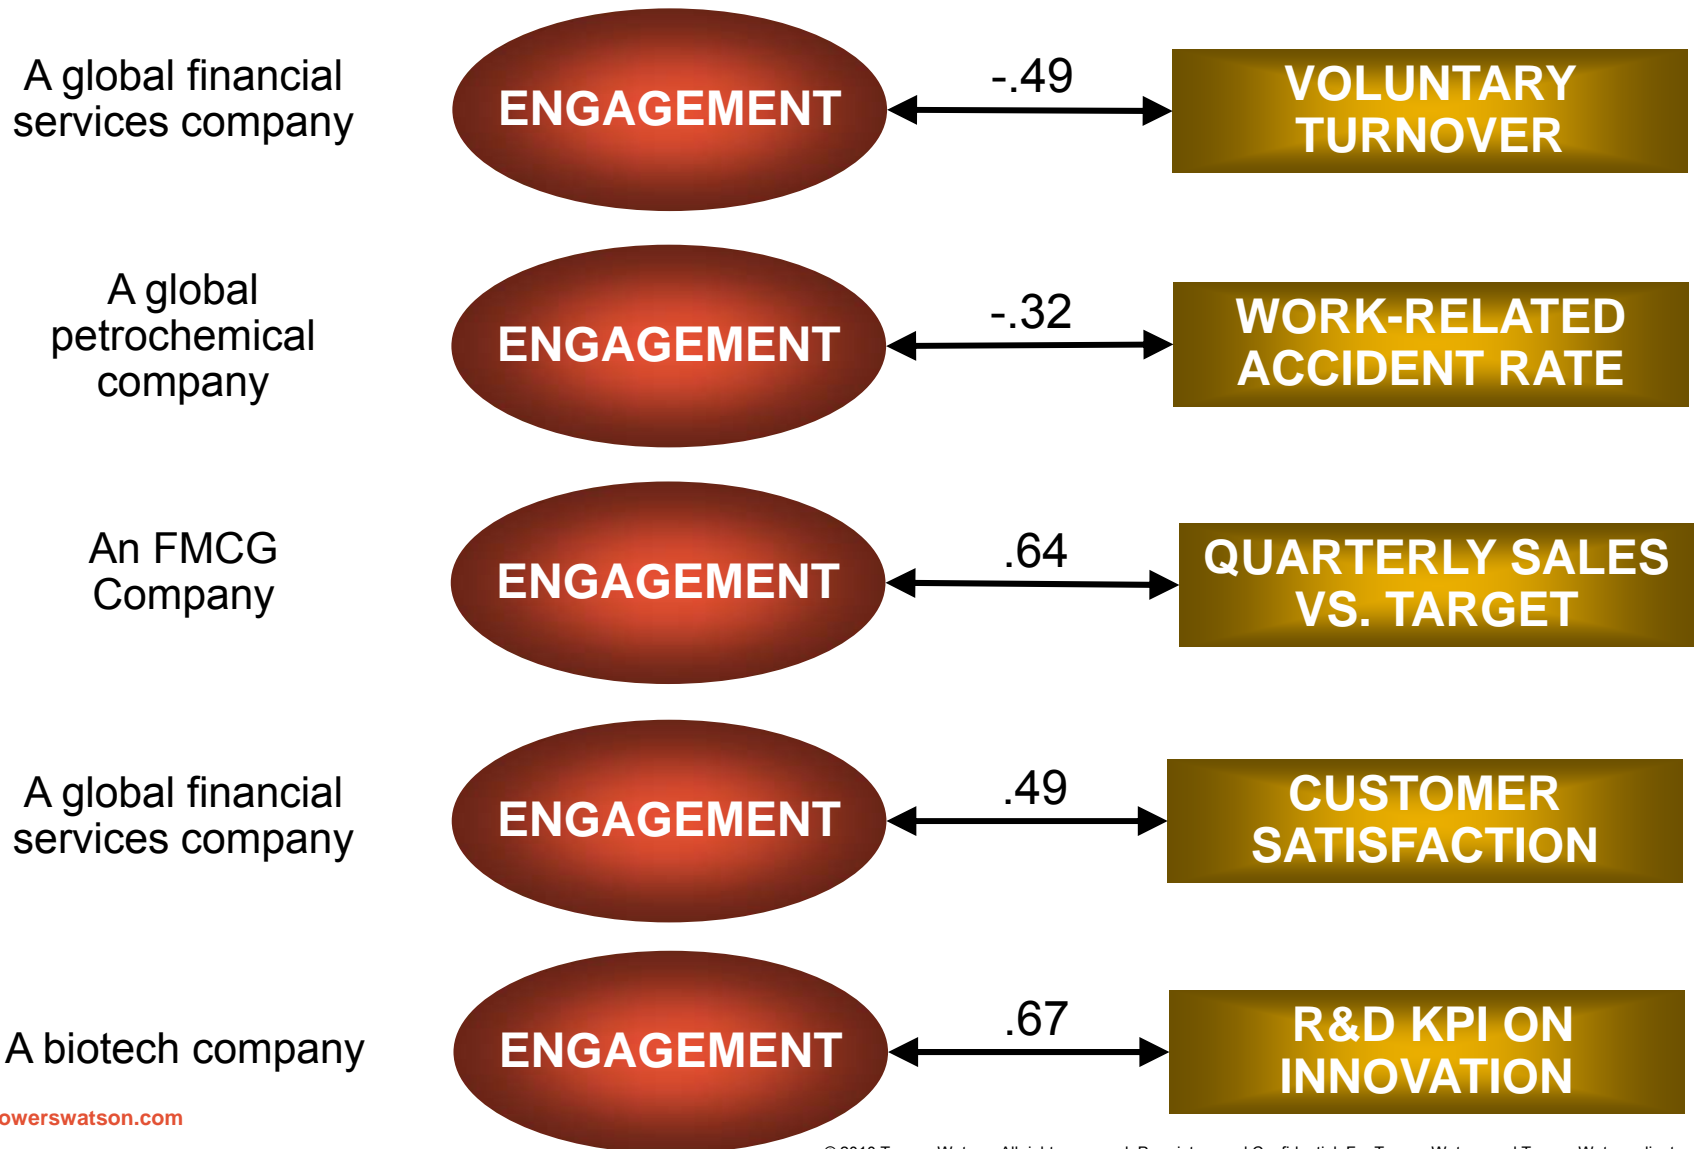 A global financial
services company
ENGAGEMENT
-.49
VOLUNTARY
TURNOVER
A global
petrochemical
company
ENGAGEMENT
-.32
WORK-RELATED
ACCIDENT RATE
An FMCG
Company
ENGAGEMENT
.64
QUARTERLY SALES
VS. TARGET
A global financial
services company
ENGAGEMENT
.49
CUSTOMER
SATISFACTION
A biotech company
ENGAGEMENT
.67
R&D KPI ON
INNOVATION
owerswatson.com